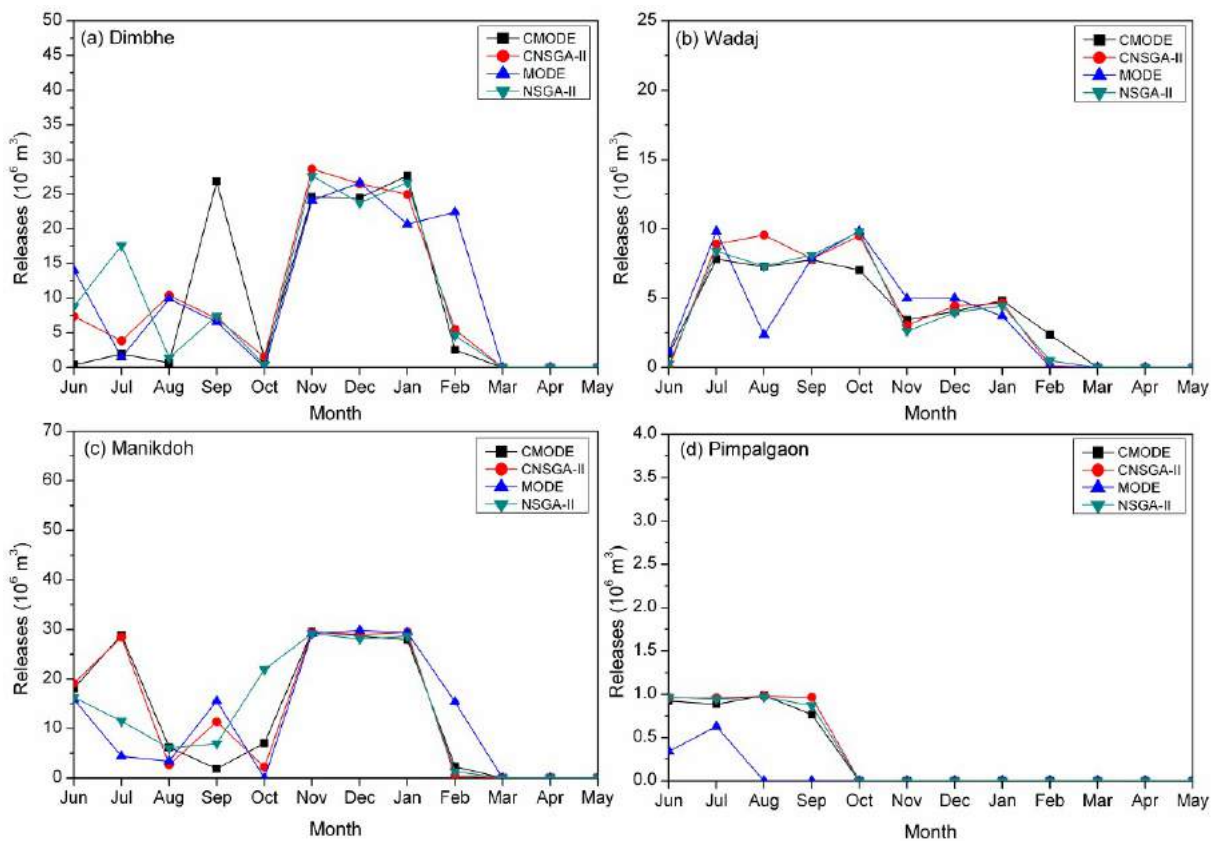 (a) Dimbhe
CMODE
CNSGA-II
MODE
NSGA-II
50
45
40
35
30
25
20
15
10
5
0
Releases (10⁶ m³)
Jun Jul Aug Sep Oct Nov Dec Jan Feb Mar Apr May
Month
(b) Wadaj
CMODE
CNSGA-II
MODE
NSGA-II
25
20
15
10
5
0
Releases (10⁶ m³)
Jun Jul Aug Sep Oct Nov Dec Jan Feb Mar Apr May
Month
(c) Manikdoh
CMODE
CNSGA-II
MODE
NSGA-II
70
60
50
40
30
20
10
0
Releases (10⁶ m³)
Jun Jul Aug Sep Oct Nov Dec Jan Feb Mar Apr May
Month
(d) Pimpalgaon
CMODE
CNSGA-II
MODE
NSGA-II
4.0
3.5
3.0
2.5
2.0
1.5
1.0
0.5
0.0
Releases (10⁶ m³)
Jun Jul Aug Sep Oct Nov Dec Jan Feb Mar Apr May
Month